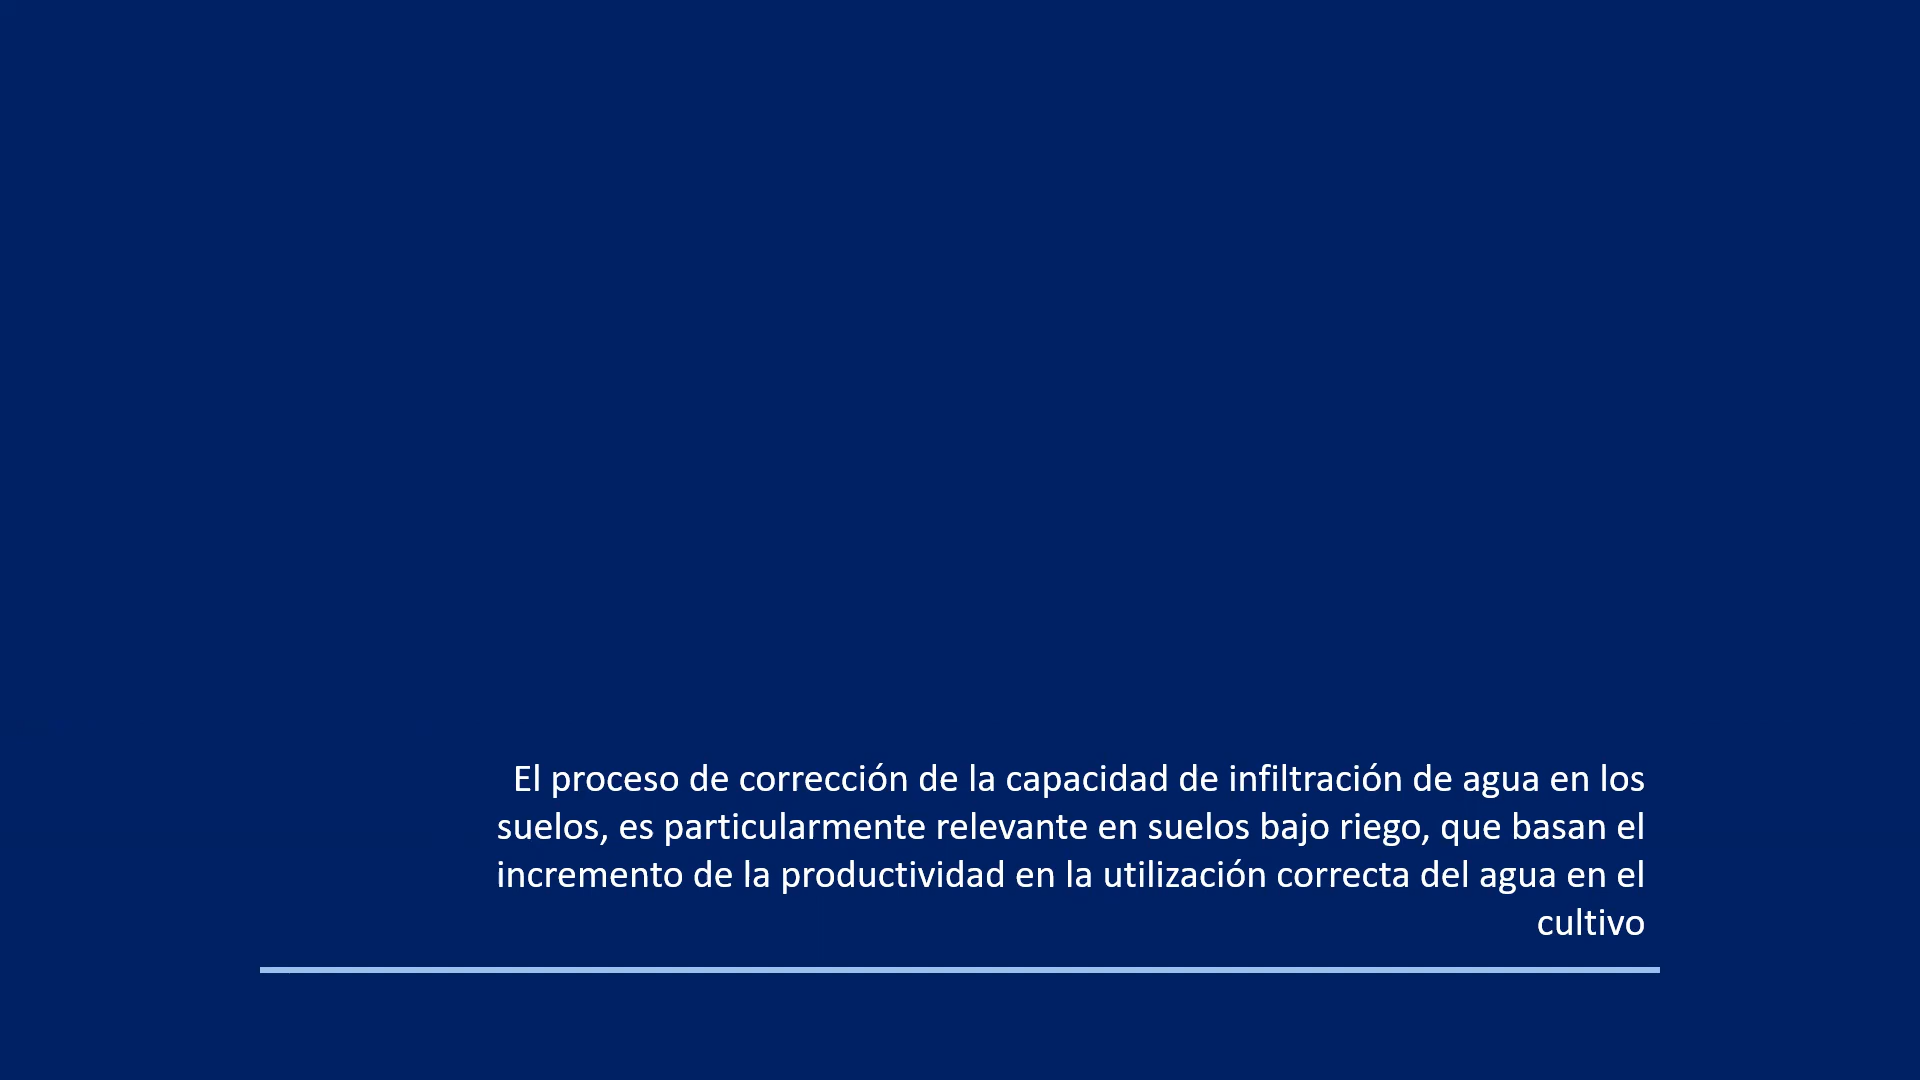 El proceso de corrección de la capacidad de infiltración de agua en los
suelos, es particularmente relevante en suelos bajo riego, que basan el
incremento de la productividad en la utilización correcta del agua en el
cultivo